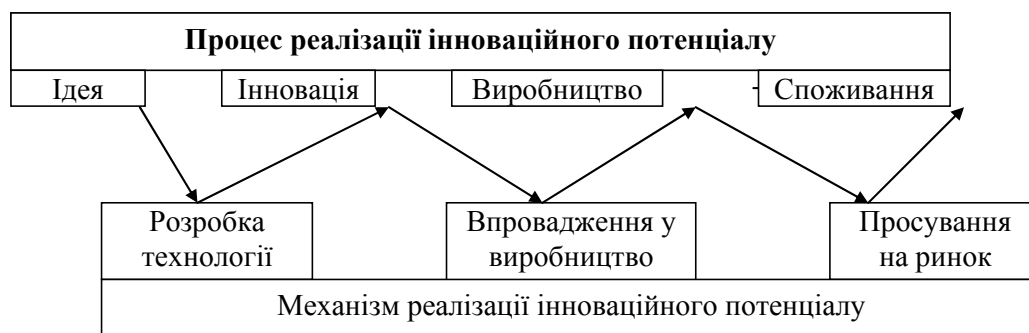 Процес реалізації інноваційного потенціалу
Ідея
Інновація
Виробництво
Споживання
Розробка
технології
Впровадження у
виробництво
Просування
на ринок
Механізм реалізації інноваційного потенціалу